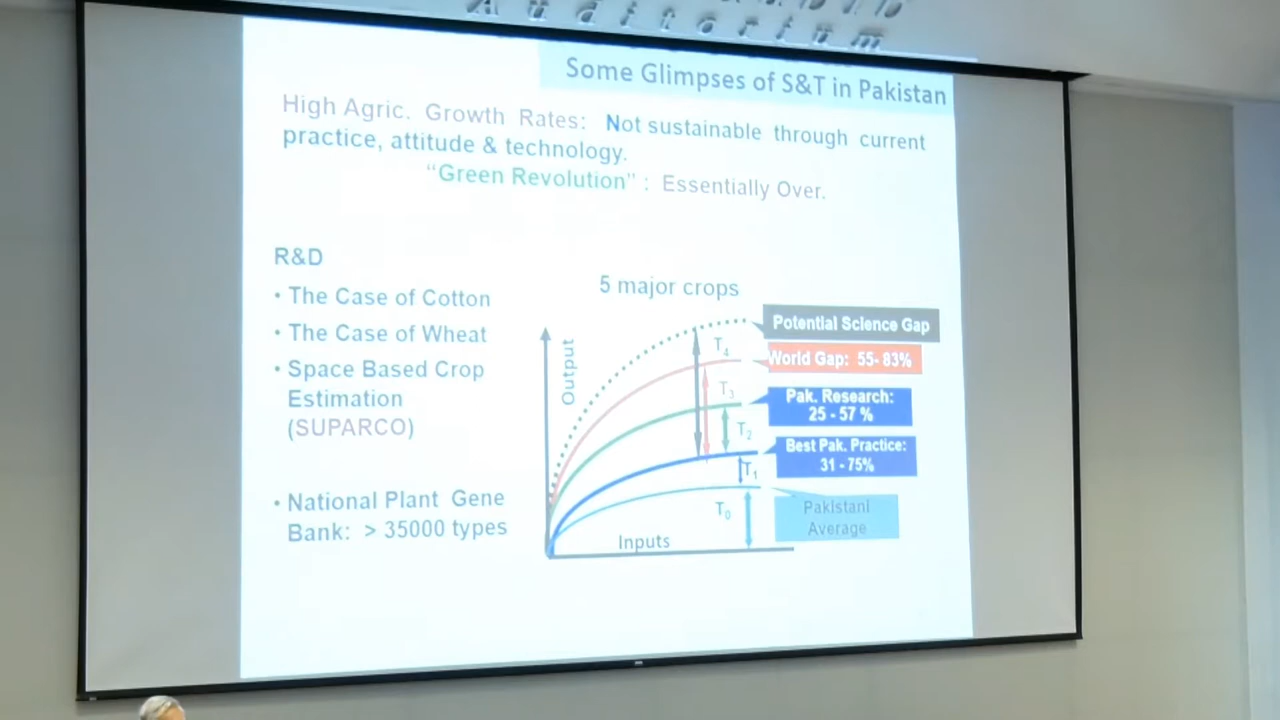 Auditorium
Some Glimpses of S&T in Pakistan
High Agric. Growth Rates: Not sustainable through current
practice, attitude & technology.
“Green Revolution” : Essentially Over.
R&D
• The Case of Cotton
• The Case of Wheat
• Space Based Crop
Estimation
(SUPARCO)
• National Plant Gene
Bank: > 35000 types
5 major crops
Output
Inputs
T4
T3
T2
T1
T0
Potential Science Gap
World Gap: 55- 83%
Pak. Research:
25 - 57 %
Best Pak. Practice:
31 - 75%
Pakistani
Average